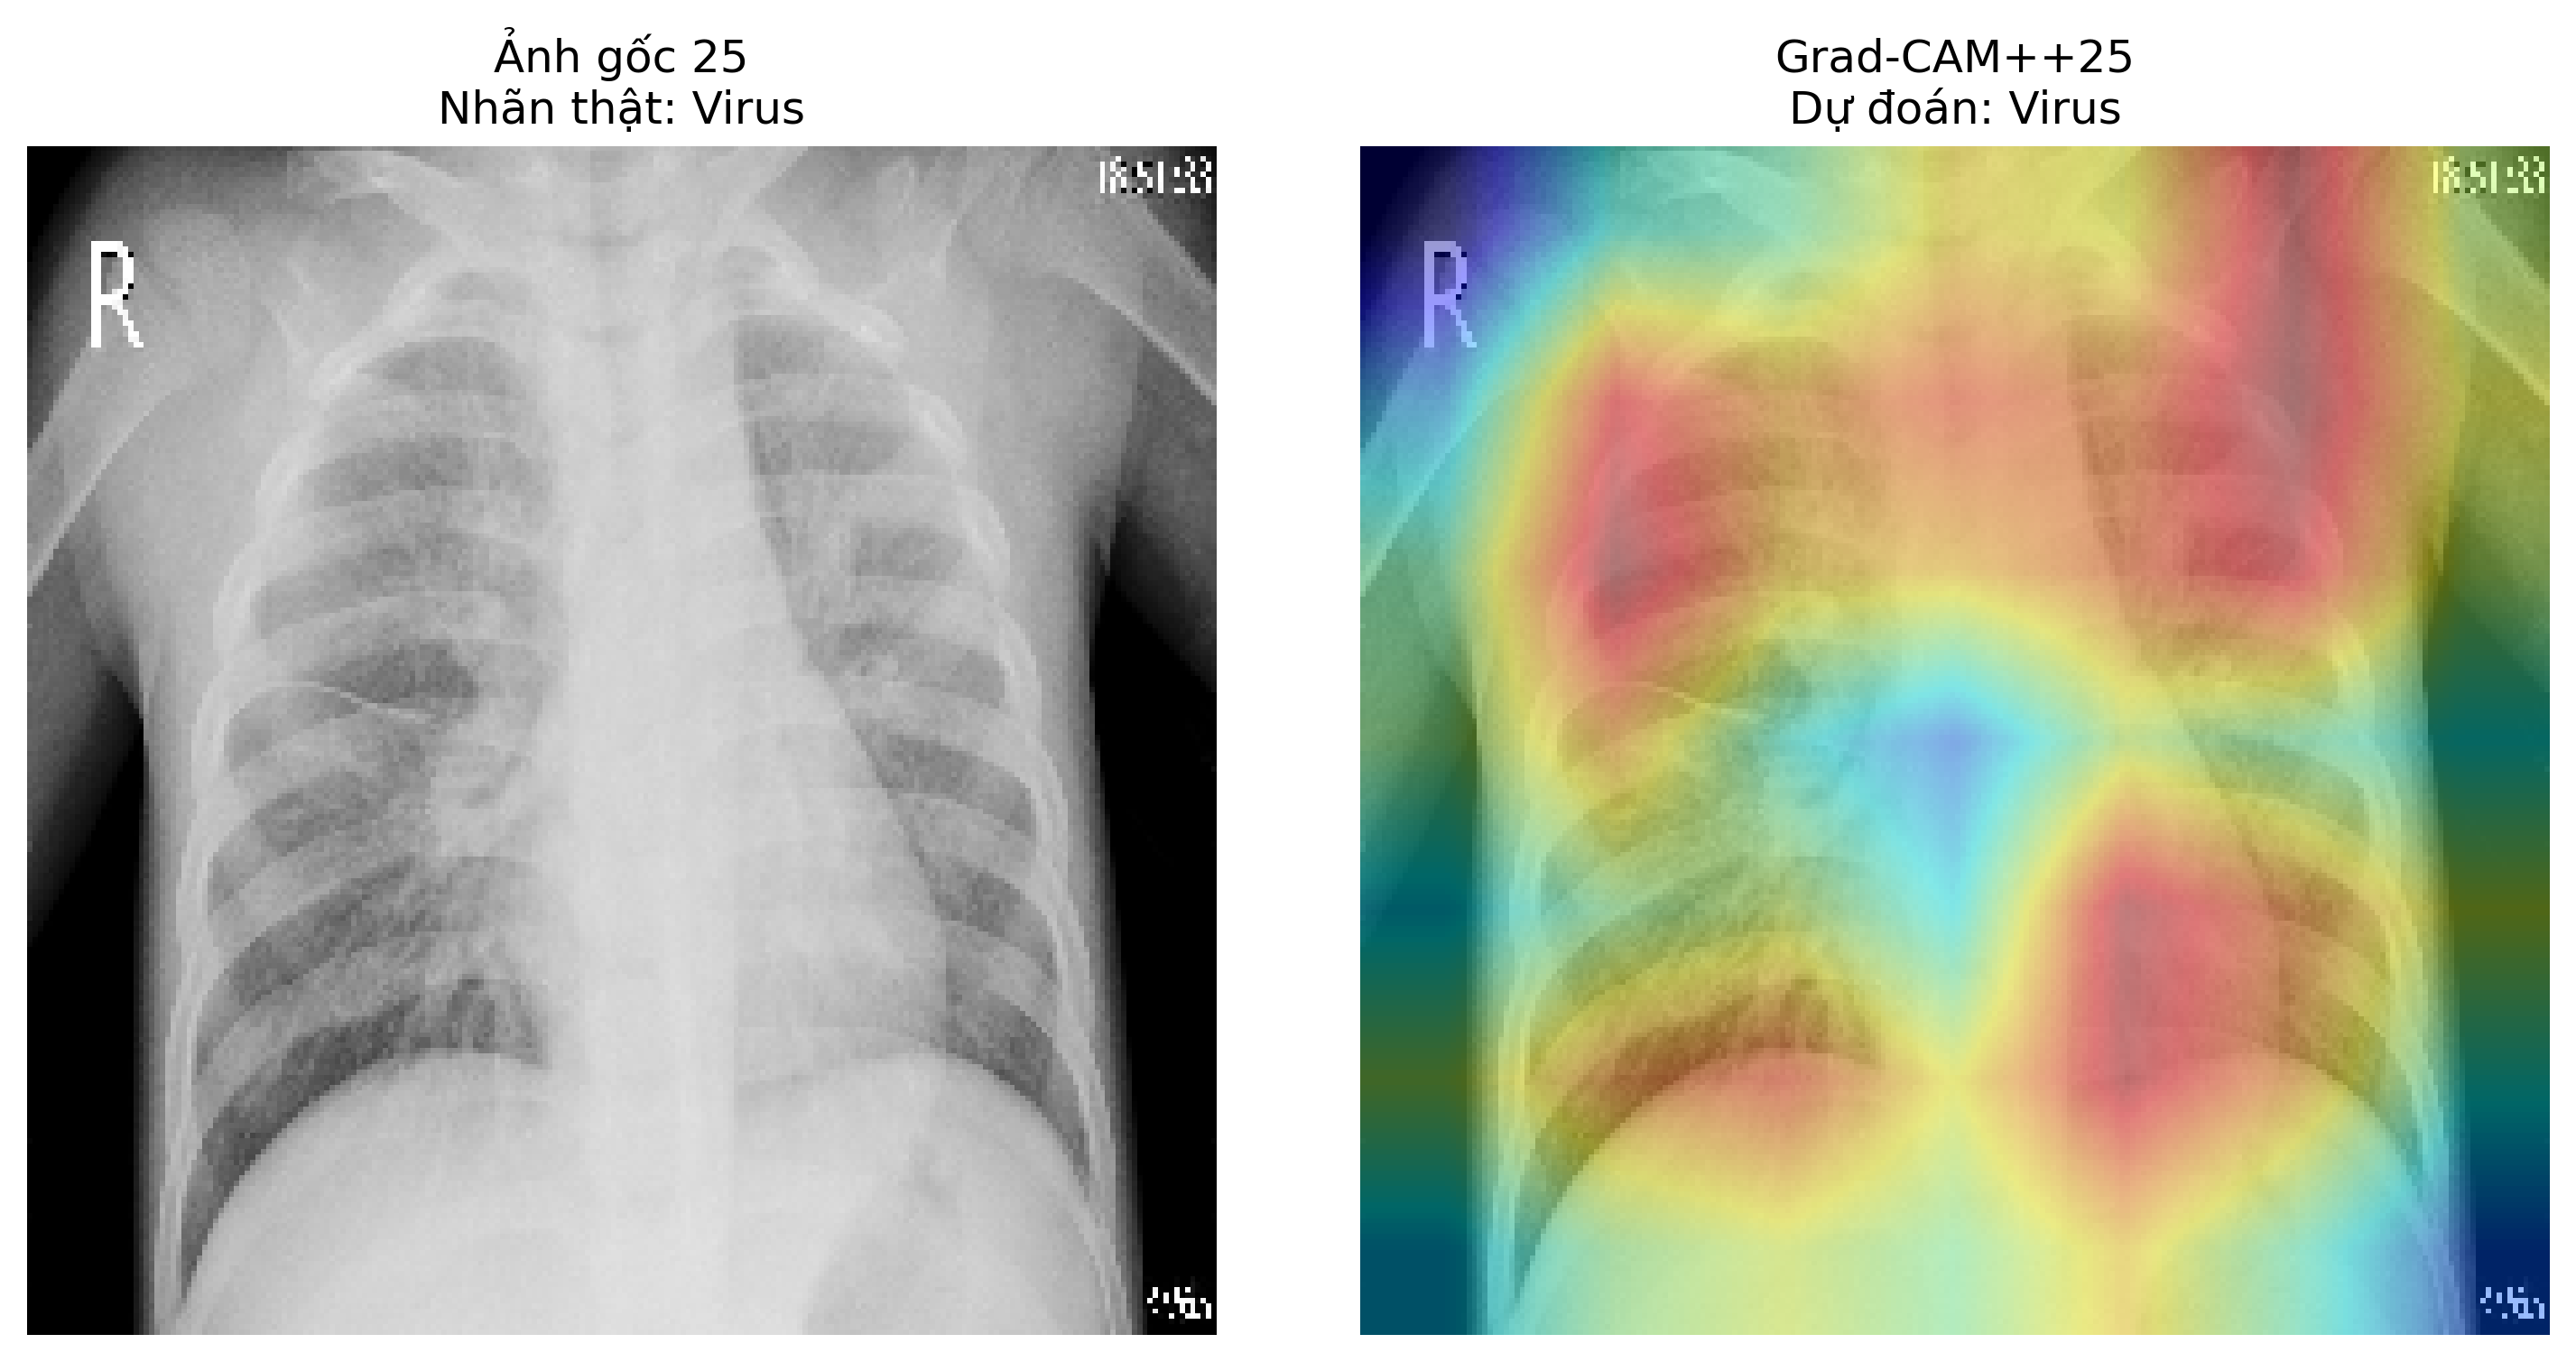 Ảnh gốc 25
Nhãn thật: Virus
Grad-CAM++25
Dự đoán: Virus
R
R